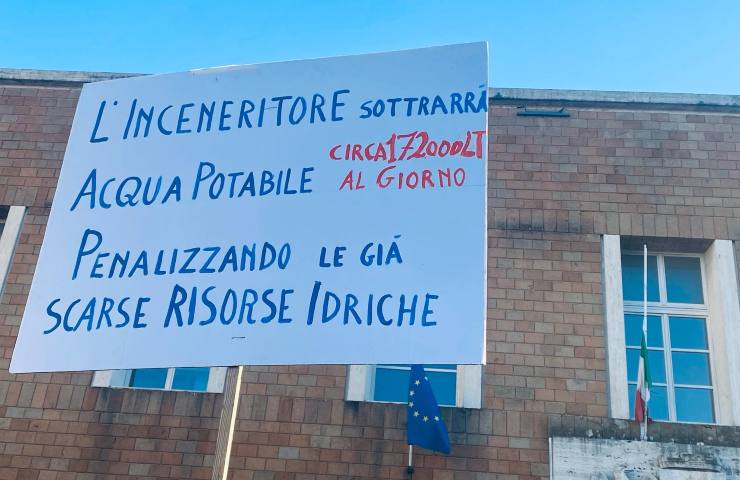 L'INCENERITORE SOTTRARRÁ
ACQUA POTABILE CIRCA 172000LT
AL GIORNO
PENALIZZANDO LE GIÁ
SCARSE RISORSE IDRICHE